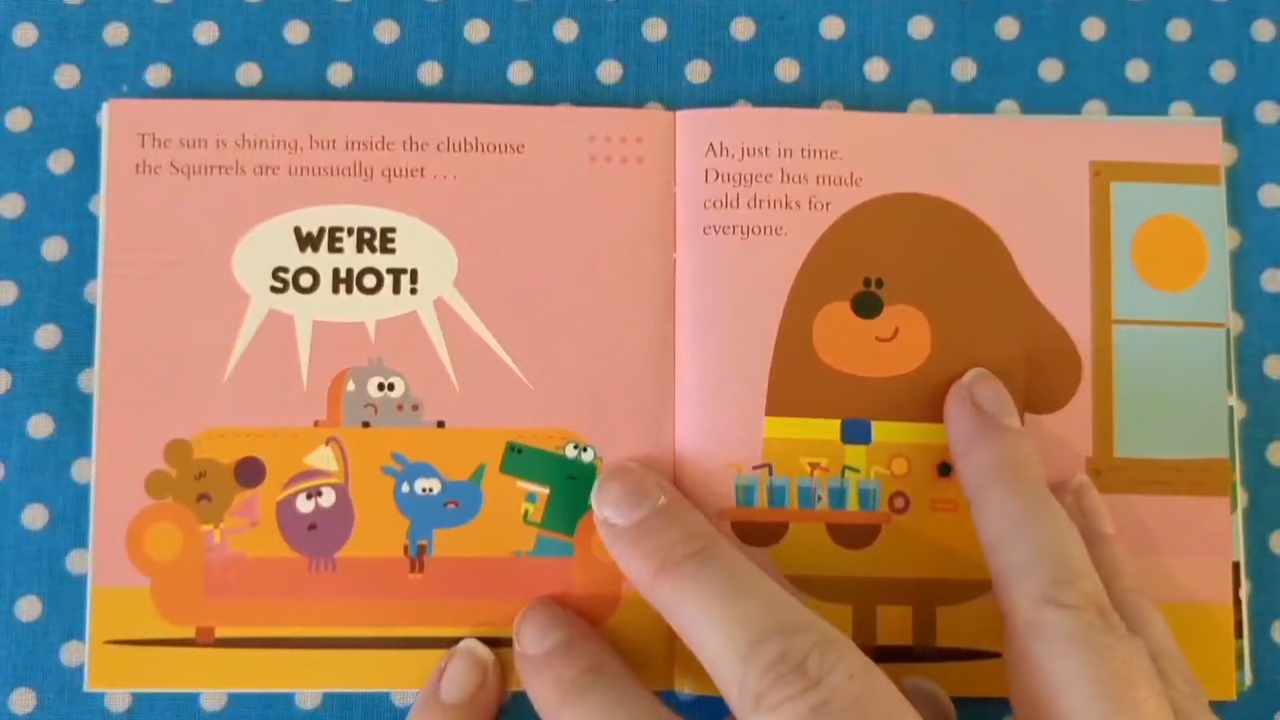 The sun is shining, but inside the clubhouse
the Squirrels are unusually quiet . . .
WE'RE
SO HOT!
Ah, just in time.
Duggee has made
cold drinks for
everyone.